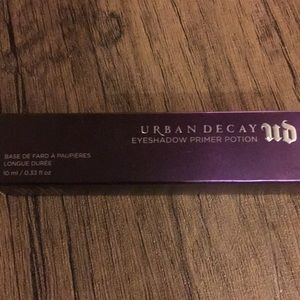 URBAN DECAY
EYESHADOW PRIMER POTION
UD
BASE DE FARD À PAUPIÈRES
LONGUE DURÉE
10 ml / 0.33 fl oz